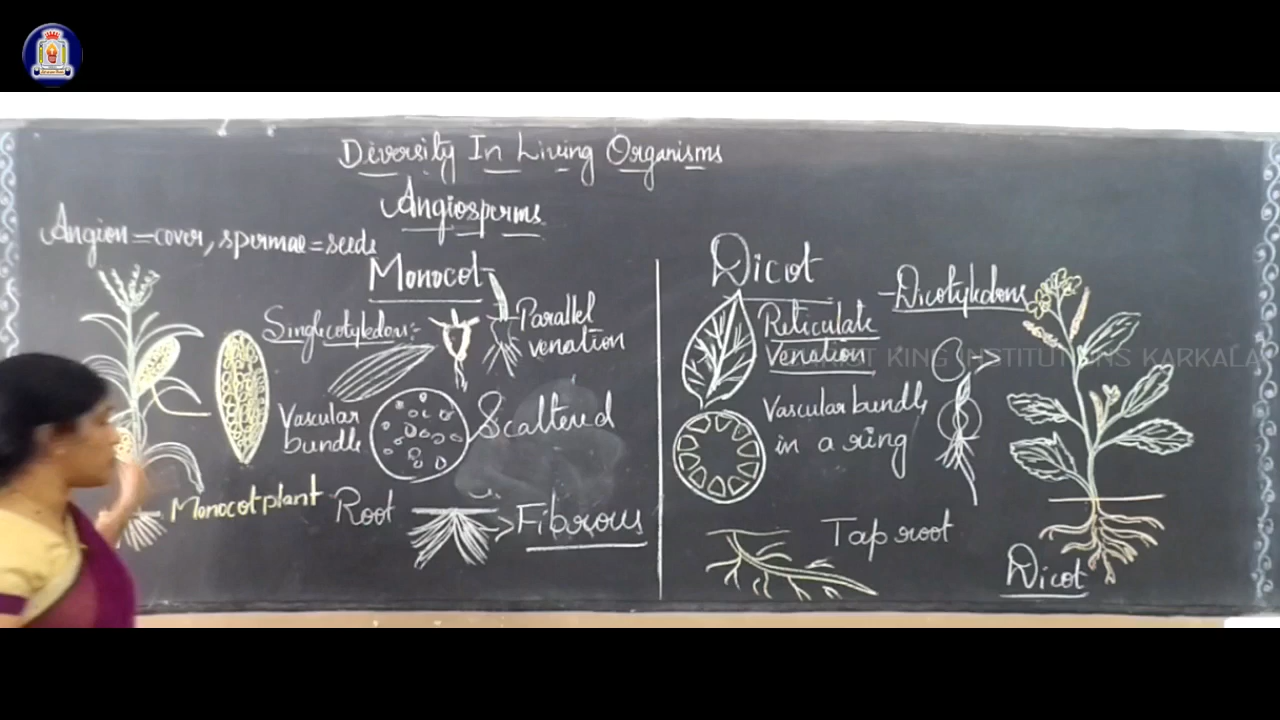 Diversity In Living Organisms
Angiosperms
Angion = cover, spermae = seeds
Monocot
Single cotyledon:-
Parallel
venation
Vascular
bundle
Scattered
Monocot plant
Root
Fibrous
Dicot
-Dicotyledons
Reticulate
Venation
Vascular bundle
in a ring
Tap root
Dicot
KING INSTITUTIONS KARKALA